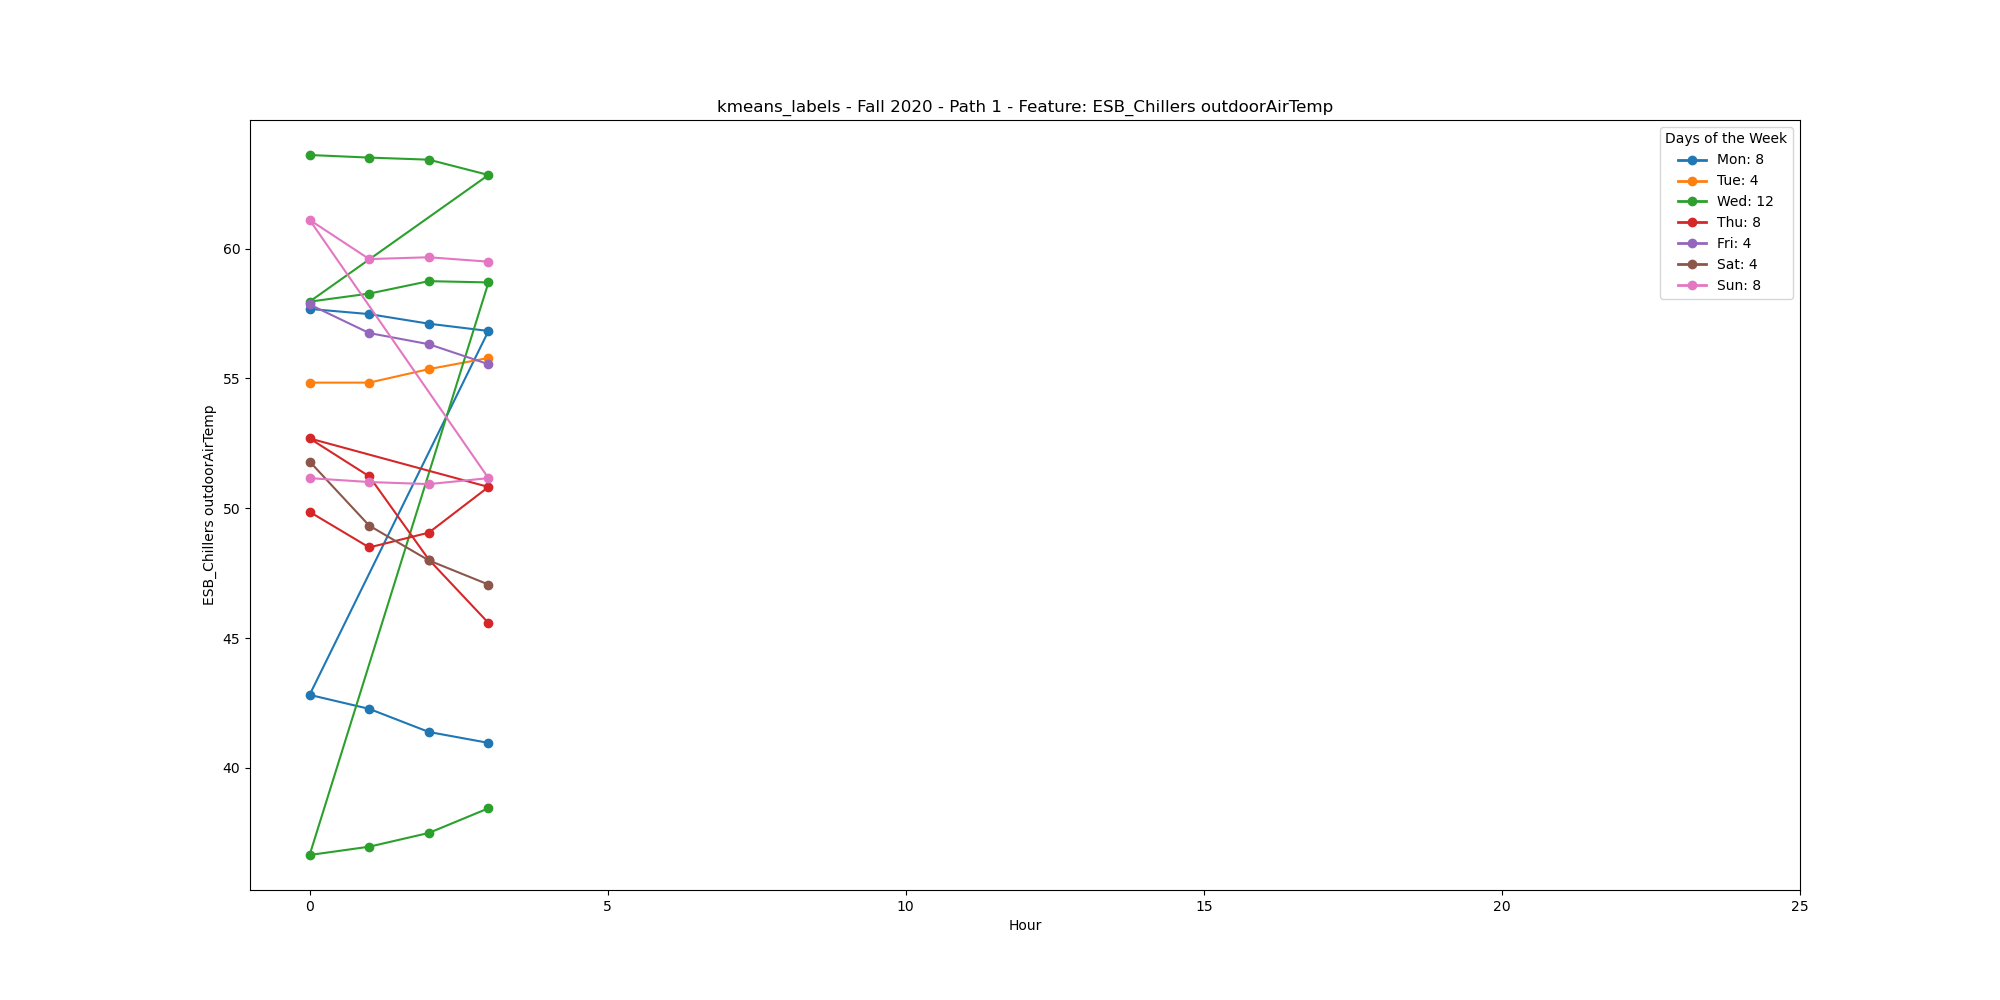 kmeans_labels - Fall 2020 - Path 1 - Feature: ESB_Chillers outdoorAirTemp
Days of the Week
Mon: 8
Tue: 4
Wed: 12
Thu: 8
Fri: 4
Sat: 4
Sun: 8
ESB_Chillers outdoorAirTemp
60
55
50
45
40
0 5 10 15 20 25
Hour